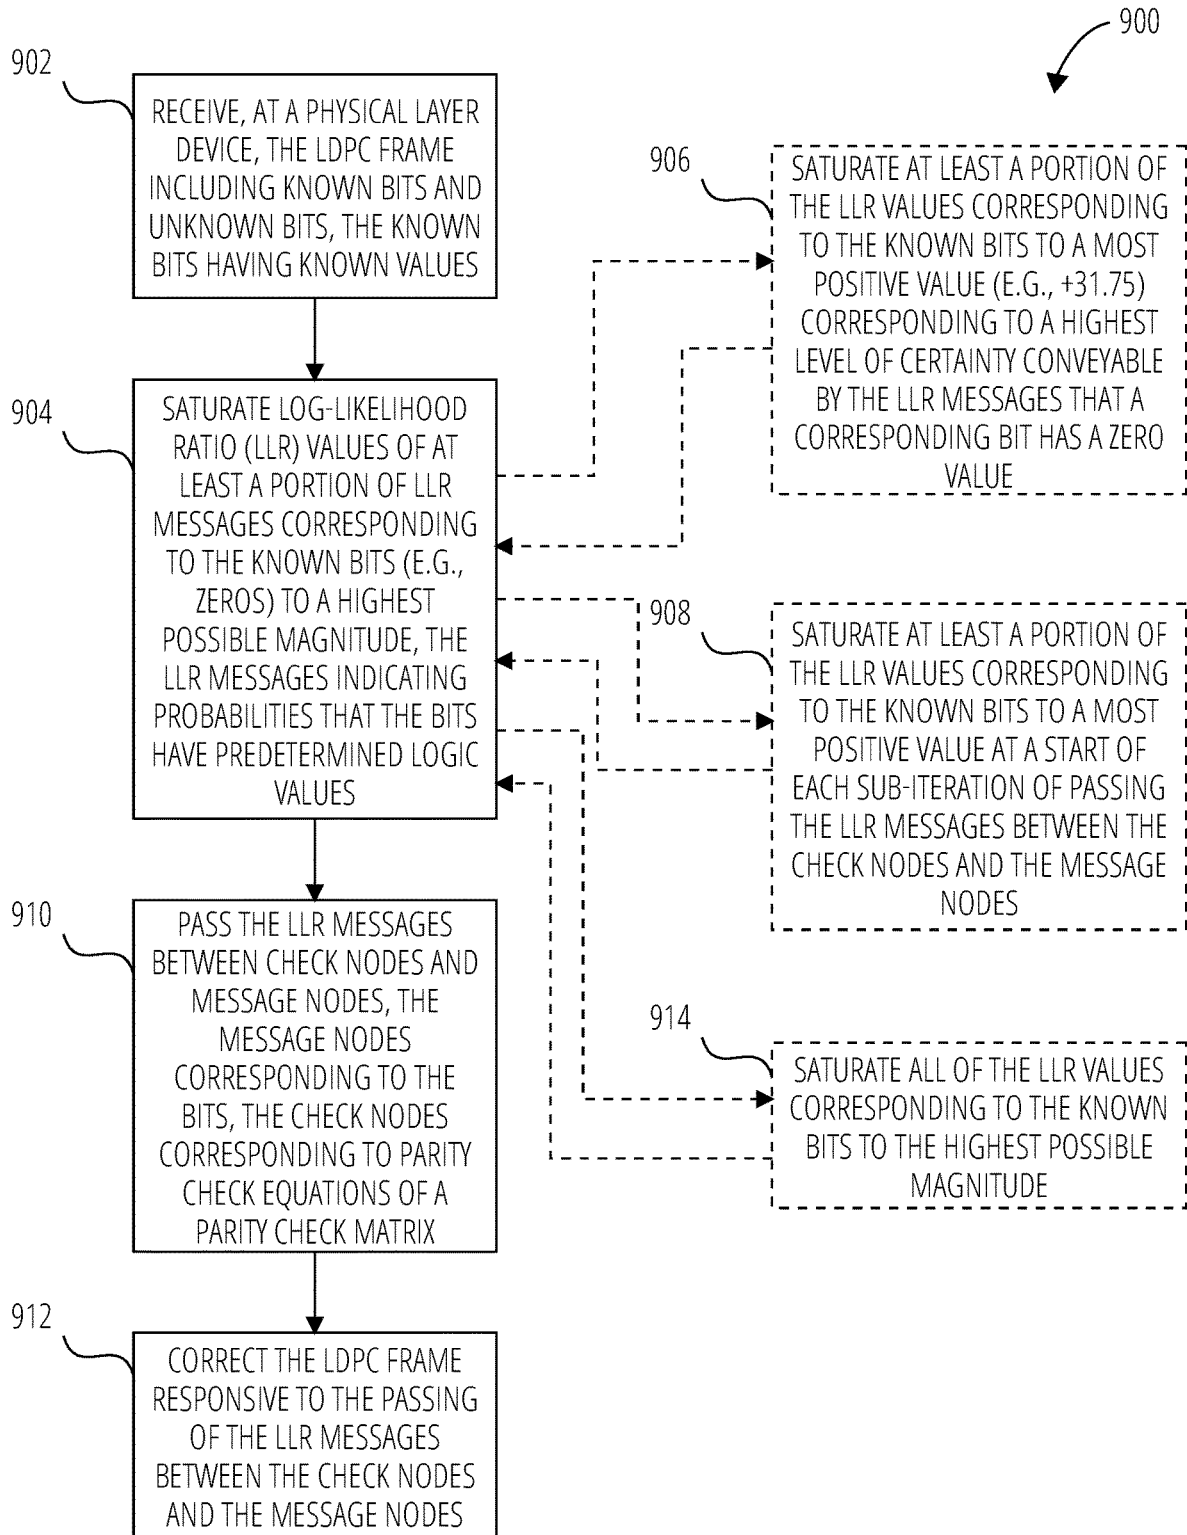 900
902
RECEIVE, AT A PHYSICAL LAYER
DEVICE, THE LDPC FRAME
INCLUDING KNOWN BITS AND
UNKNOWN BITS, THE KNOWN
BITS HAVING KNOWN VALUES
904
SATURATE LOG-LIKELIHOOD
RATIO (LLR) VALUES OF AT
LEAST A PORTION OF LLR
MESSAGES CORRESPONDING
TO THE KNOWN BITS (E.G.,
ZEROS) TO A HIGHEST
POSSIBLE MAGNITUDE, THE
LLR MESSAGES INDICATING
PROBABILITIES THAT THE BITS
HAVE PREDETERMINED LOGIC
VALUES
906
SATURATE AT LEAST A PORTION OF
THE LLR VALUES CORRESPONDING
TO THE KNOWN BITS TO A MOST
POSITIVE VALUE (E.G., +31.75)
CORRESPONDING TO A HIGHEST
LEVEL OF CERTAINTY CONVEYABLE
BY THE LLR MESSAGES THAT A
CORRESPONDING BIT HAS A ZERO
VALUE
908
SATURATE AT LEAST A PORTION OF
THE LLR VALUES CORRESPONDING
TO THE KNOWN BITS TO A MOST
POSITIVE VALUE AT A START OF
EACH SUB-ITERATION OF PASSING
THE LLR MESSAGES BETWEEN THE
CHECK NODES AND THE MESSAGE
NODES
914
SATURATE ALL OF THE LLR VALUES
CORRESPONDING TO THE KNOWN
BITS TO THE HIGHEST POSSIBLE
MAGNITUDE
910
PASS THE LLR MESSAGES
BETWEEN CHECK NODES AND
MESSAGE NODES, THE
MESSAGE NODES
CORRESPONDING TO THE
BITS, THE CHECK NODES
CORRESPONDING TO PARITY
CHECK EQUATIONS OF A
PARITY CHECK MATRIX
912
CORRECT THE LDPC FRAME
RESPONSIVE TO THE PASSING
OF THE LLR MESSAGES
BETWEEN THE CHECK NODES
AND THE MESSAGE NODES